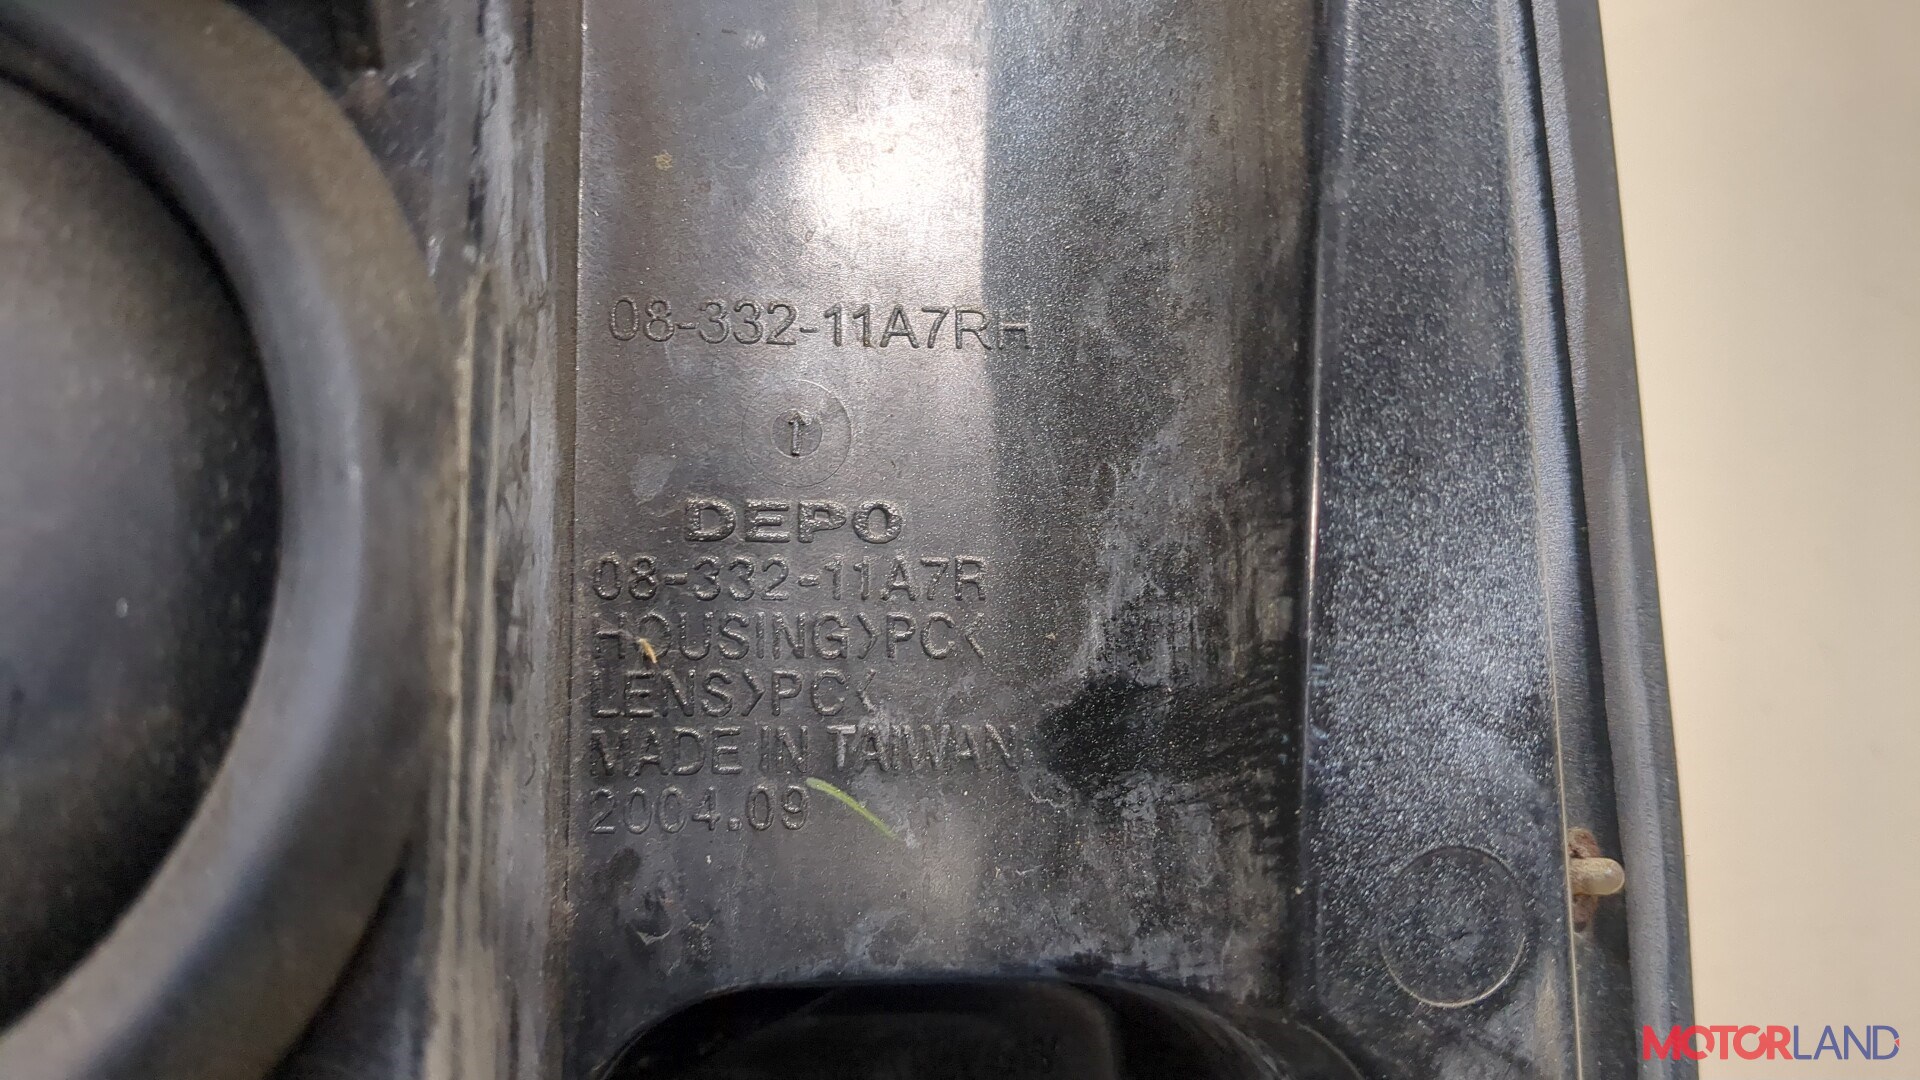 08-332-11A7RH
DEPO
08-332-11A7R
HOUSING>PC<
LENS>PC<
MADE IN TAIWAN
2004.09
MOTORLAND